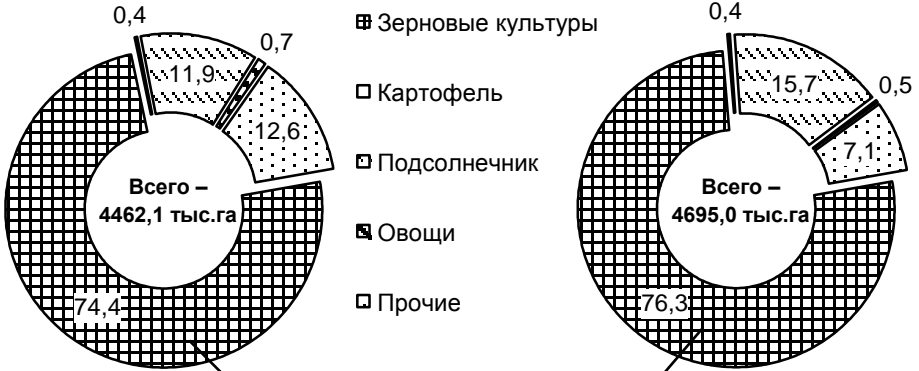 0,4
11,9
0,7
12,6
Всего –
4462,1 тыс.га
74,4
Зерновые культуры
Картофель
Подсолнечник
Овощи
Прочие
0,4
15,7
0,5
7,1
Всего –
4695,0 тыс.га
76,3